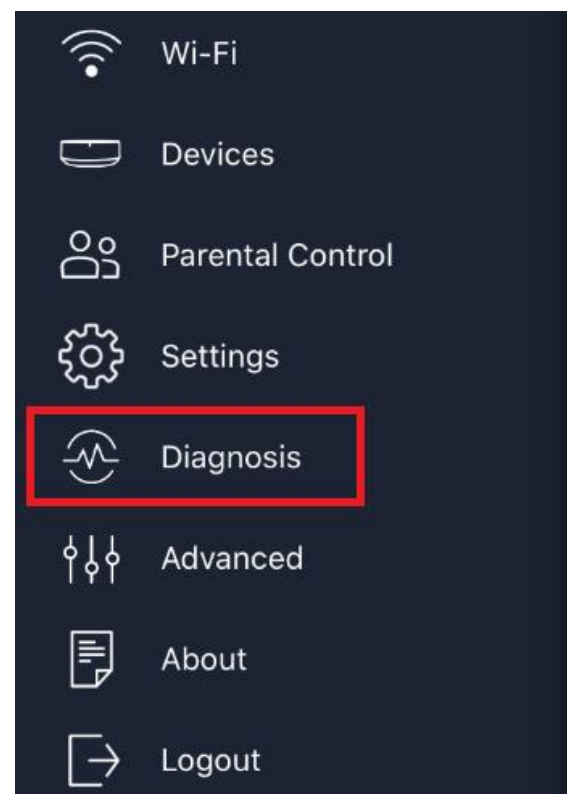 Wi-Fi
Devices
Parental Control
Settings
Diagnosis
Advanced
About
Logout